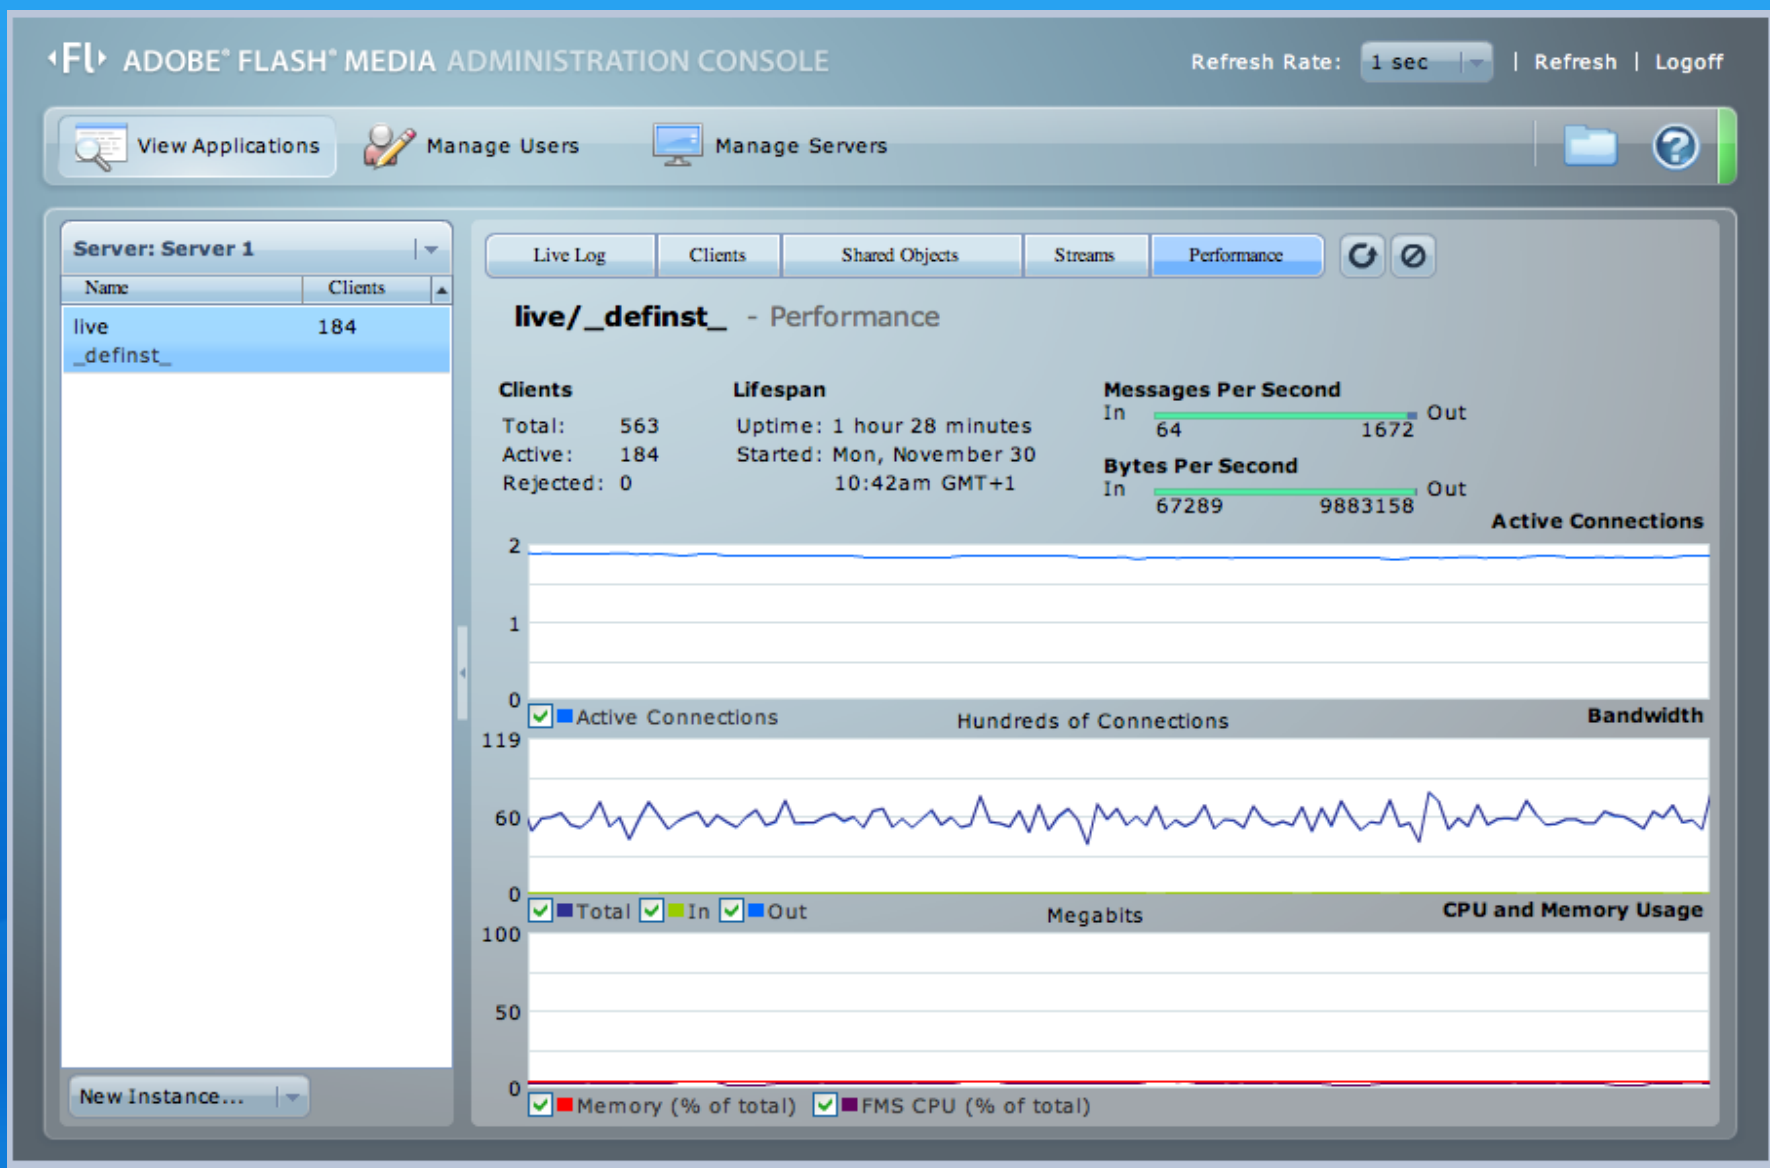 Fl ADOBE® FLASH® MEDIA ADMINISTRATION CONSOLE
Refresh Rate: 1 sec | Refresh | Logoff
View Applications Manage Users Manage Servers
Server: Server 1
Name Clients
live 184
_definst_
New Instance...
Live Log Clients Shared Objects Streams Performance
live/_definst_ - Performance
Clients
Total: 563
Active: 184
Rejected: 0
Lifespan
Uptime: 1 hour 28 minutes
Started: Mon, November 30
10:42am GMT+1
Messages Per Second
In Out
64 1672
Bytes Per Second
In Out
67289 9883158
Active Connections
2
1
0
Active Connections Hundreds of Connections
Bandwidth
119
60
0
Total In Out Megabits
CPU and Memory Usage
100
50
0
Memory (% of total) FMS CPU (% of total)